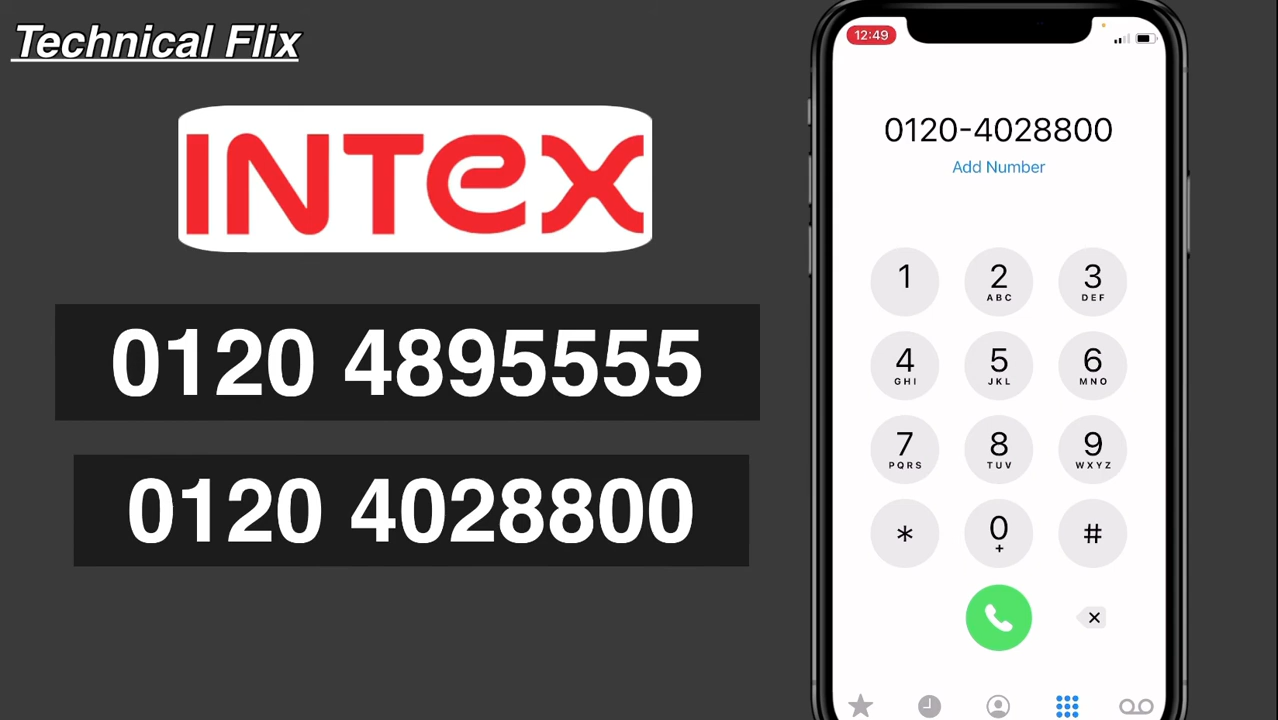 Technical Flix
INTEX
0120 4895555
0120 4028800
12:49
0120-4028800
Add Number
1 2 3
ABC DEF
4 5 6
GHI JKL MNO
7 8 9
PQRS TUV WXYZ
* 0 #
+